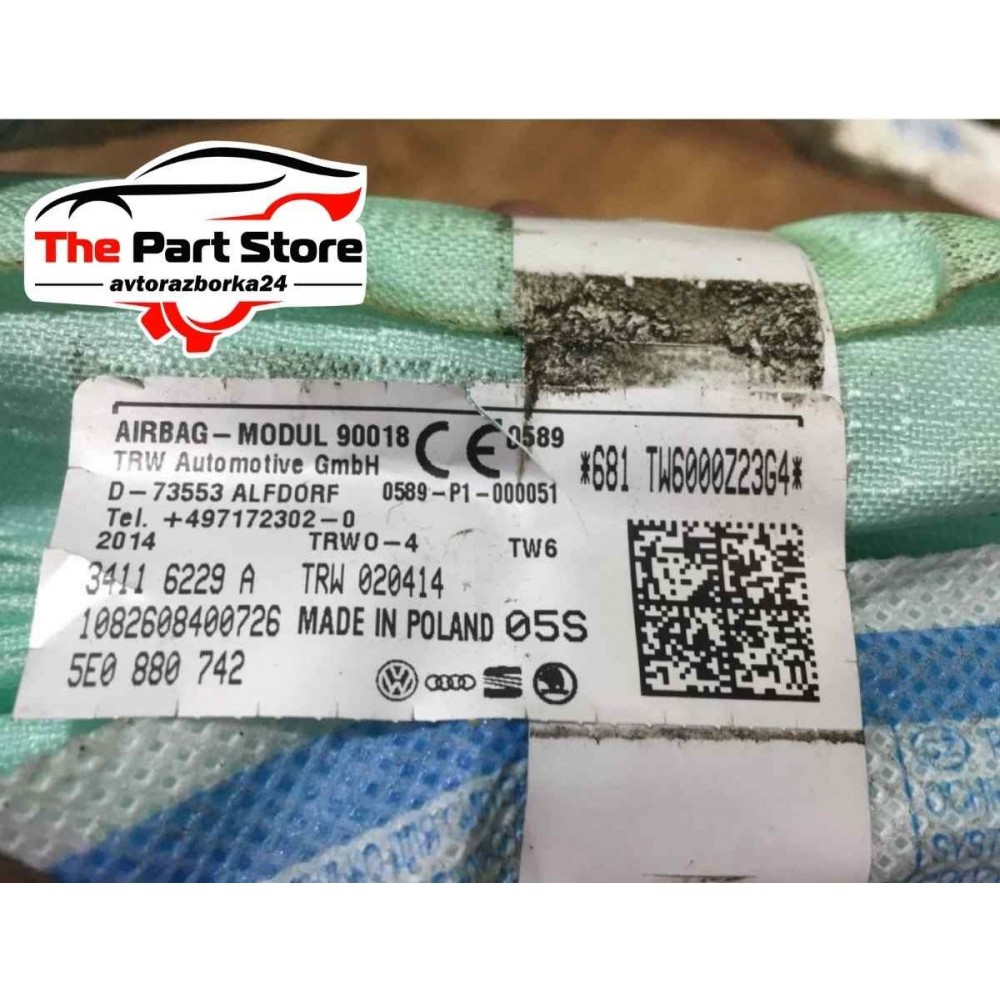 The Part Store
avtorazborka24
AIRBAG-MODUL 90018 CE 0589
TRW Automotive GmbH
D-73553 ALFDORF 0589-P1-000051
Tel. +497172302-0
2014 TRWO-4 TW6
3411 6229 A TRW 020414
1082608400726 MADE IN POLAND 05S
5E0 880 742
*681 TW6000Z23G4*